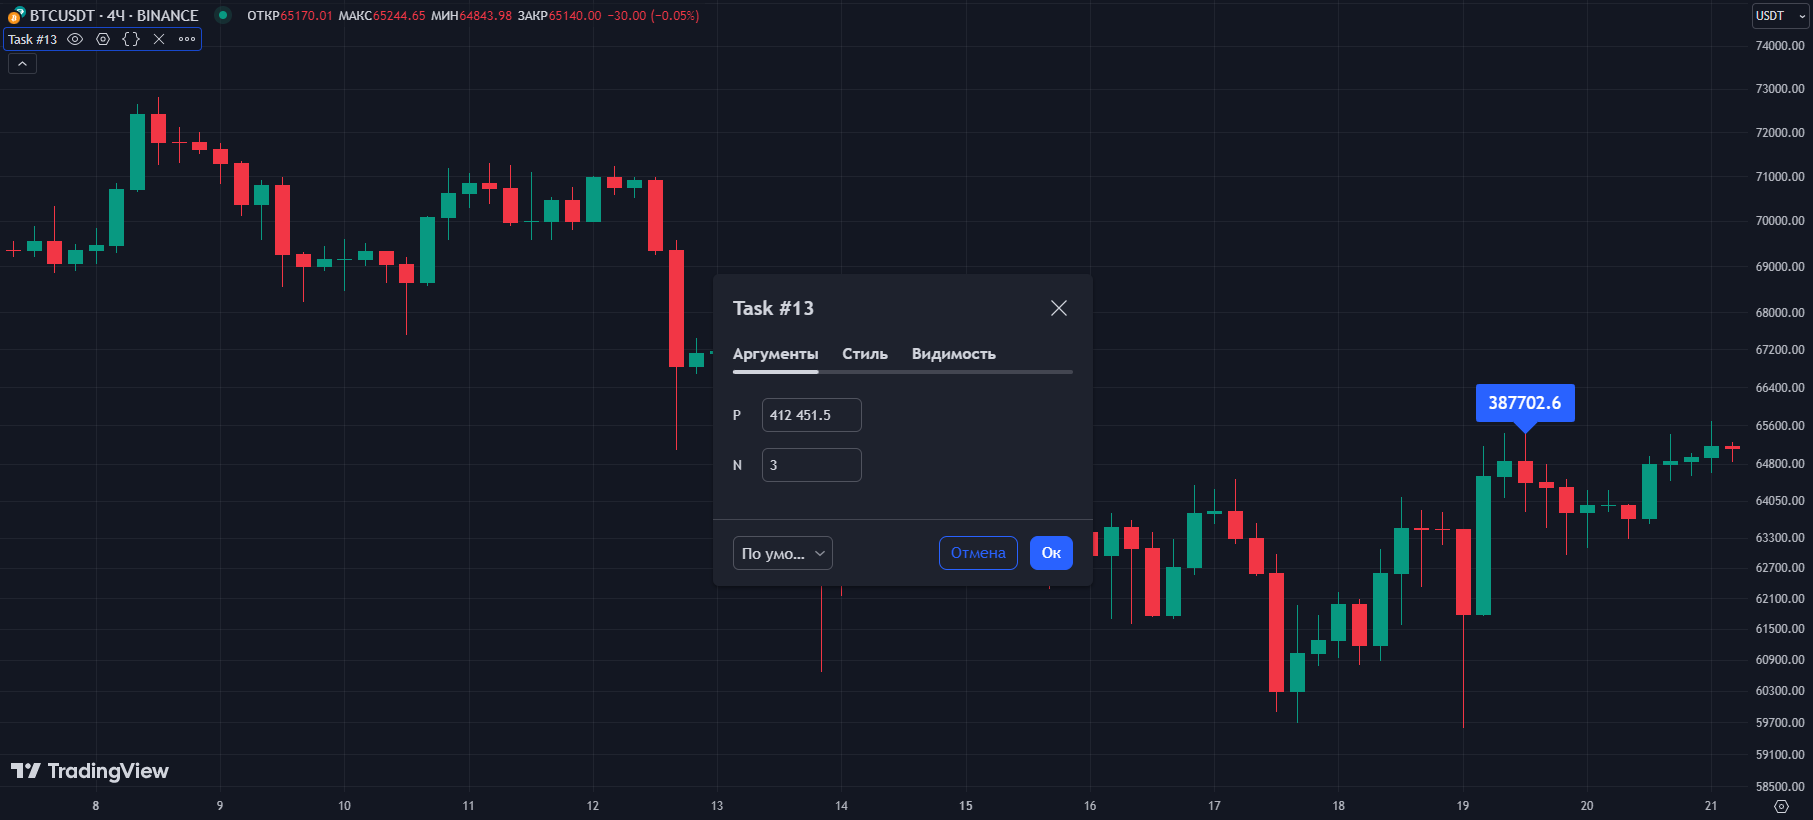 BTCUSDT · 4Ч · BINANCE ОТКР65170.01 МАКС65244.65 МИН64843.98 ЗАКР65140.00 −30.00 (−0.05%)
USDT
Task #13
74000.00
73000.00
72000.00
71000.00
70000.00
69000.00
68000.00
67200.00
66400.00
65600.00
64800.00
64050.00
63300.00
62700.00
62100.00
61500.00
60900.00
60300.00
59700.00
59100.00
58500.00
Task #13
Аргументы Стиль Видимость
P 412 451.5
N 3
По умо... Отмена Ок
387702.6
TradingView
8 9 10 11 12 13 14 15 16 17 18 19 20 21